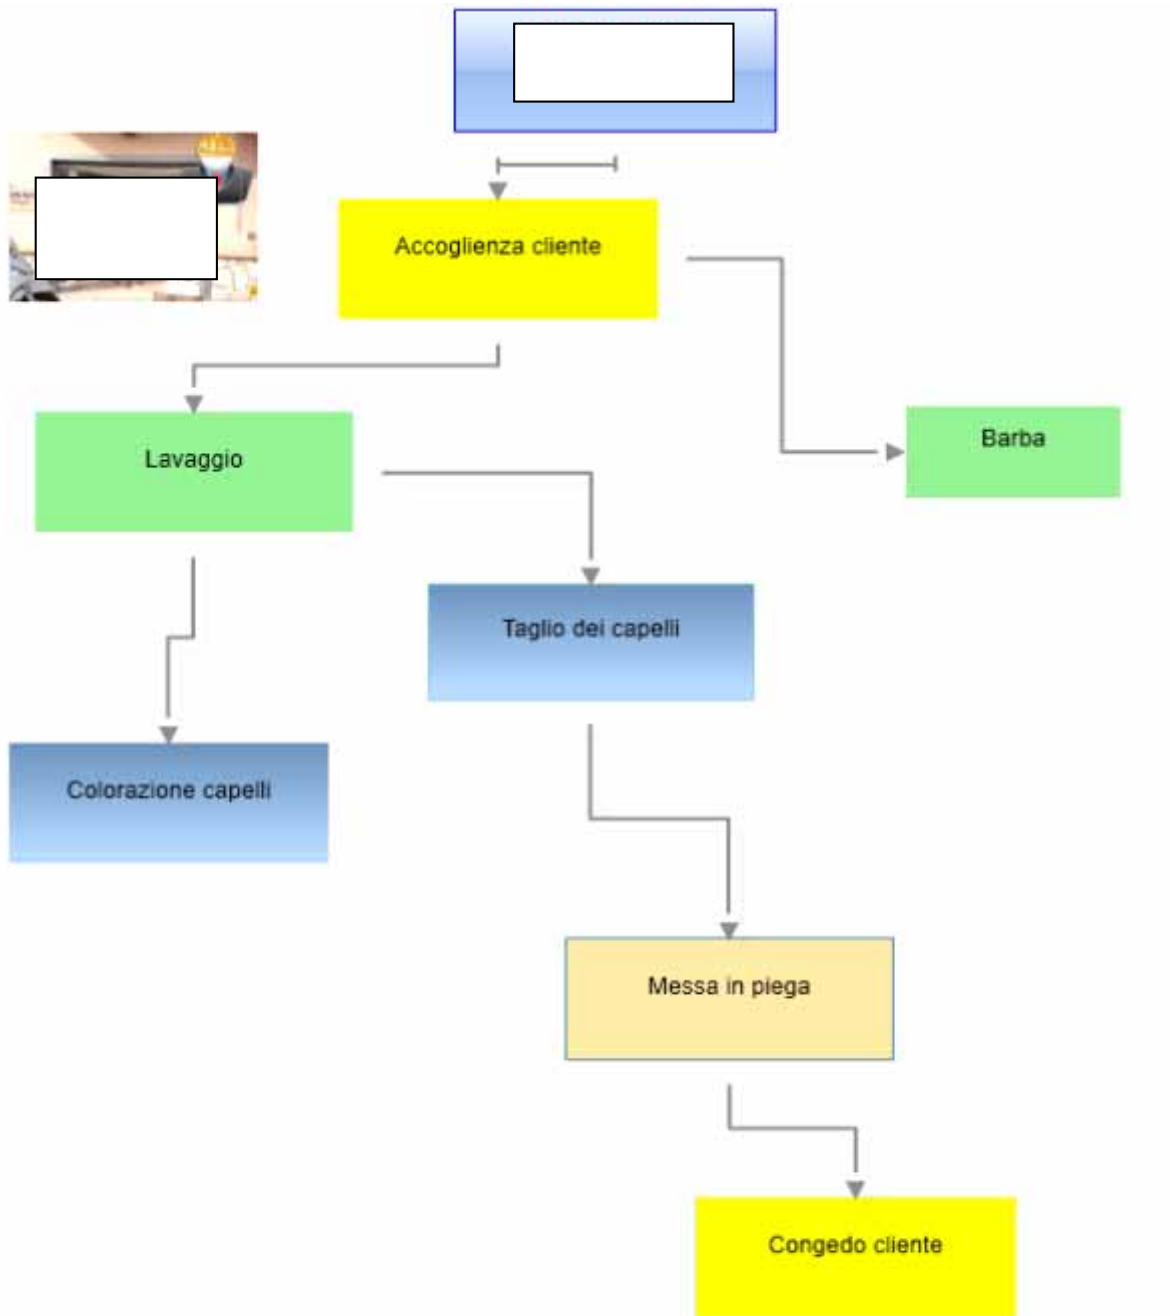 Accoglienza cliente
Lavaggio
Barba
Taglio dei capelli
Colorazione capelli
Messa in piega
Congedo cliente